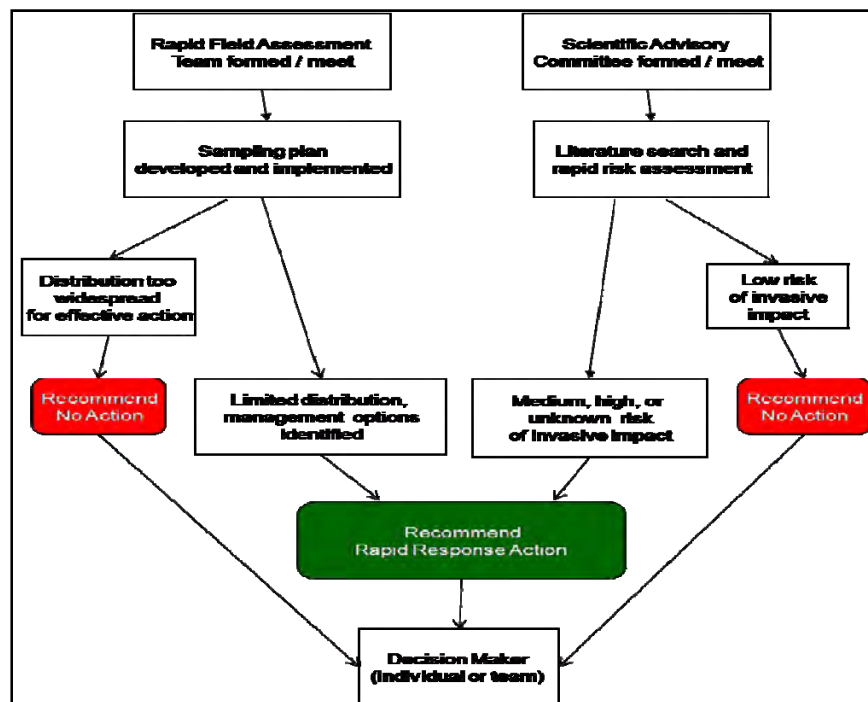 Rapid Field Assessment
Team formed / meet
Scientific Advisory
Committee formed / meet
Sampling plan
developed and implemented
Literature search and
rapid risk assessment
Distribution too
widespread
for effective action
Low risk
of invasive
impact
Recommend
No Action
Limited distribution,
management options
identified
Medium, high, or
unknown risk
of invasive impact
Recommend
No Action
Recommend
Rapid Response Action
Decision Maker
(individual or team)